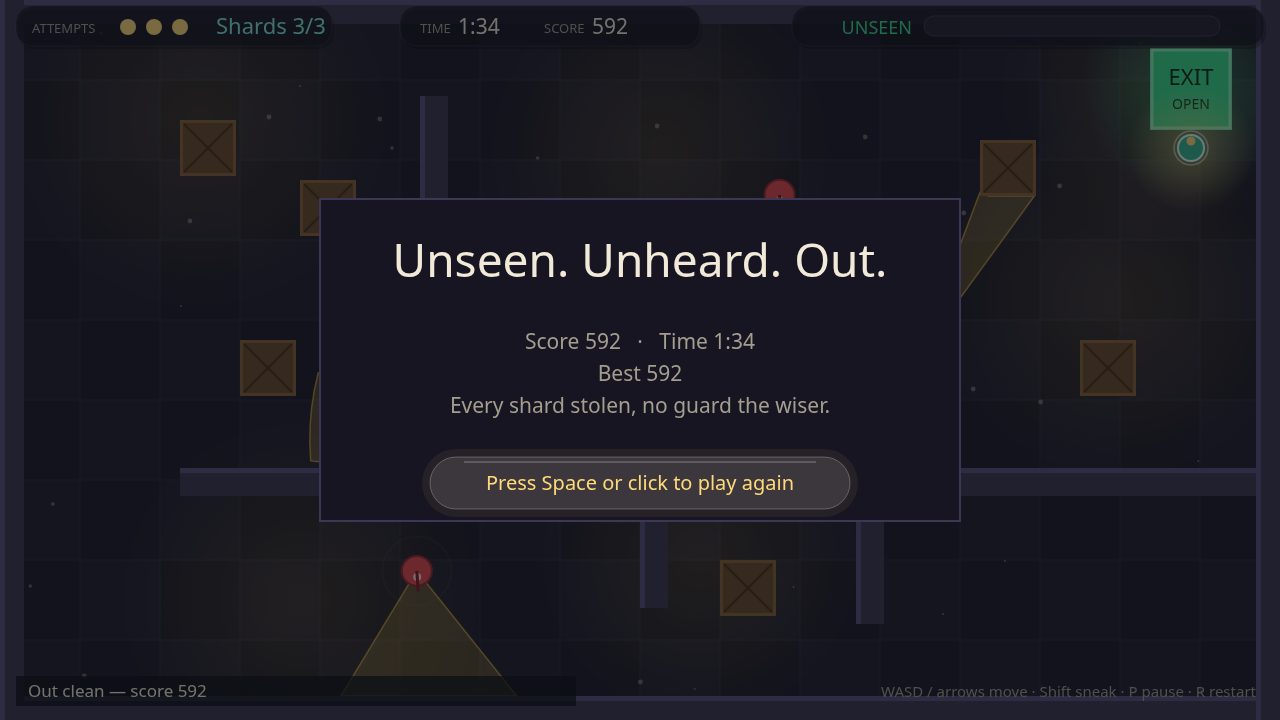 ATTEMPTS Shards 3/3 TIME 1:34 SCORE 592 UNSEEN
EXIT
OPEN
Unseen. Unheard. Out.
Score 592 · Time 1:34
Best 592
Every shard stolen, no guard the wiser.
Press Space or click to play again
Out clean — score 592
WASD / arrows move · Shift sneak · P pause · R restart